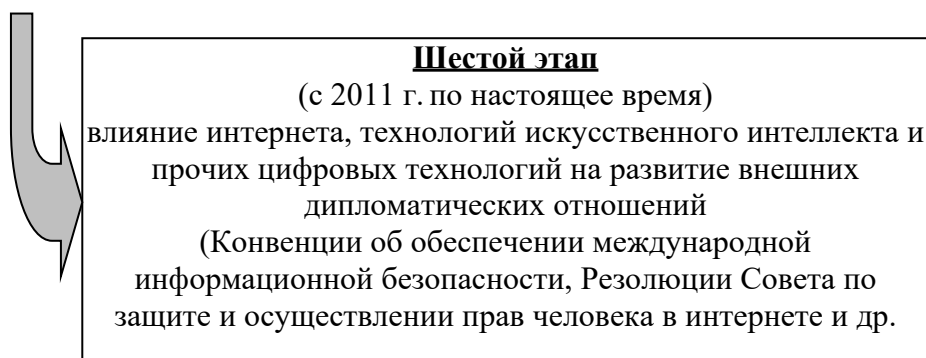 Шестой этап
(с 2011 г. по настоящее время)
влияние интернета, технологий искусственного интеллекта и
прочих цифровых технологий на развитие внешних
дипломатических отношений
(Конвенции об обеспечении международной
информационной безопасности, Резолюции Совета по
защите и осуществлении прав человека в интернете и др.